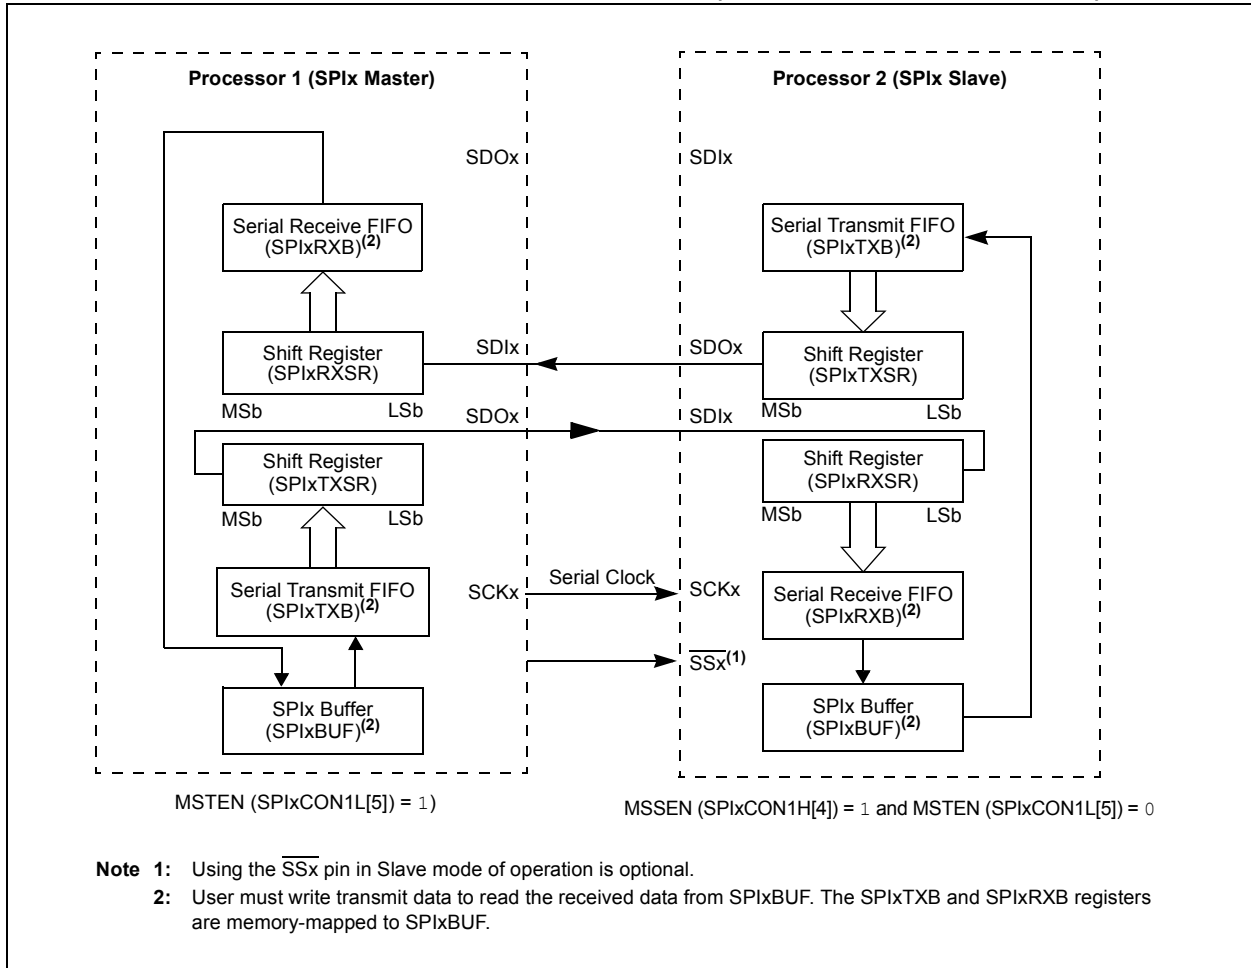 Processor 1 (SPIx Master)
Processor 2 (SPIx Slave)
SDOx
SDIx
Serial Receive FIFO
(SPIxRXB)(2)
Serial Transmit FIFO
(SPIxTXB)(2)
Shift Register
(SPIxRXSR)
SDIx
SDOx
Shift Register
(SPIxTXSR)
MSb
LSb
MSb
LSb
SDOx
SDIx
Shift Register
(SPIxTXSR)
Shift Register
(SPIxRXSR)
MSb
LSb
MSb
LSb
Serial Transmit FIFO
(SPIxTXB)(2)
SCKx
Serial Clock
SCKx
Serial Receive FIFO
(SPIxRXB)(2)
SSx(1)
SPIx Buffer
(SPIxBUF)(2)
SPIx Buffer
(SPIxBUF)(2)
MSTEN (SPIxCON1L[5]) = 1)
MSSEN (SPIxCON1H[4]) = 1 and MSTEN (SPIxCON1L[5]) = 0
Note 1: Using the SSx pin in Slave mode of operation is optional.
2: User must write transmit data to read the received data from SPIxBUF. The SPIxTXB and SPIxRXB registers
are memory-mapped to SPIxBUF.